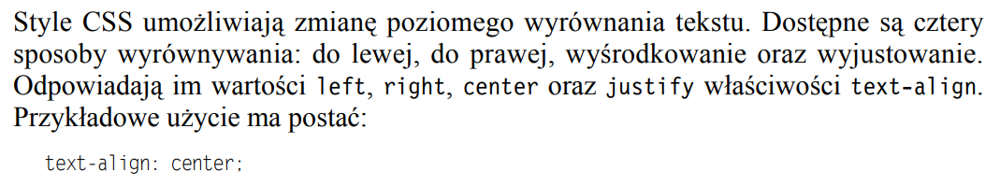 Style CSS umożliwiają zmianę poziomego wyrównania tekstu. Dostępne są cztery
sposoby wyrównywania: do lewej, do prawej, wyśrodkowanie oraz wyjustowanie.
Odpowiadają im wartości left, right, center oraz justify właściwości text-align.
Przykładowe użycie ma postać:
text-align: center;